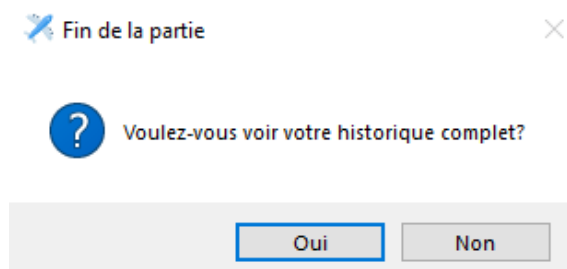 Fin de la partie
Voulez-vous voir votre historique complet?
Oui
Non